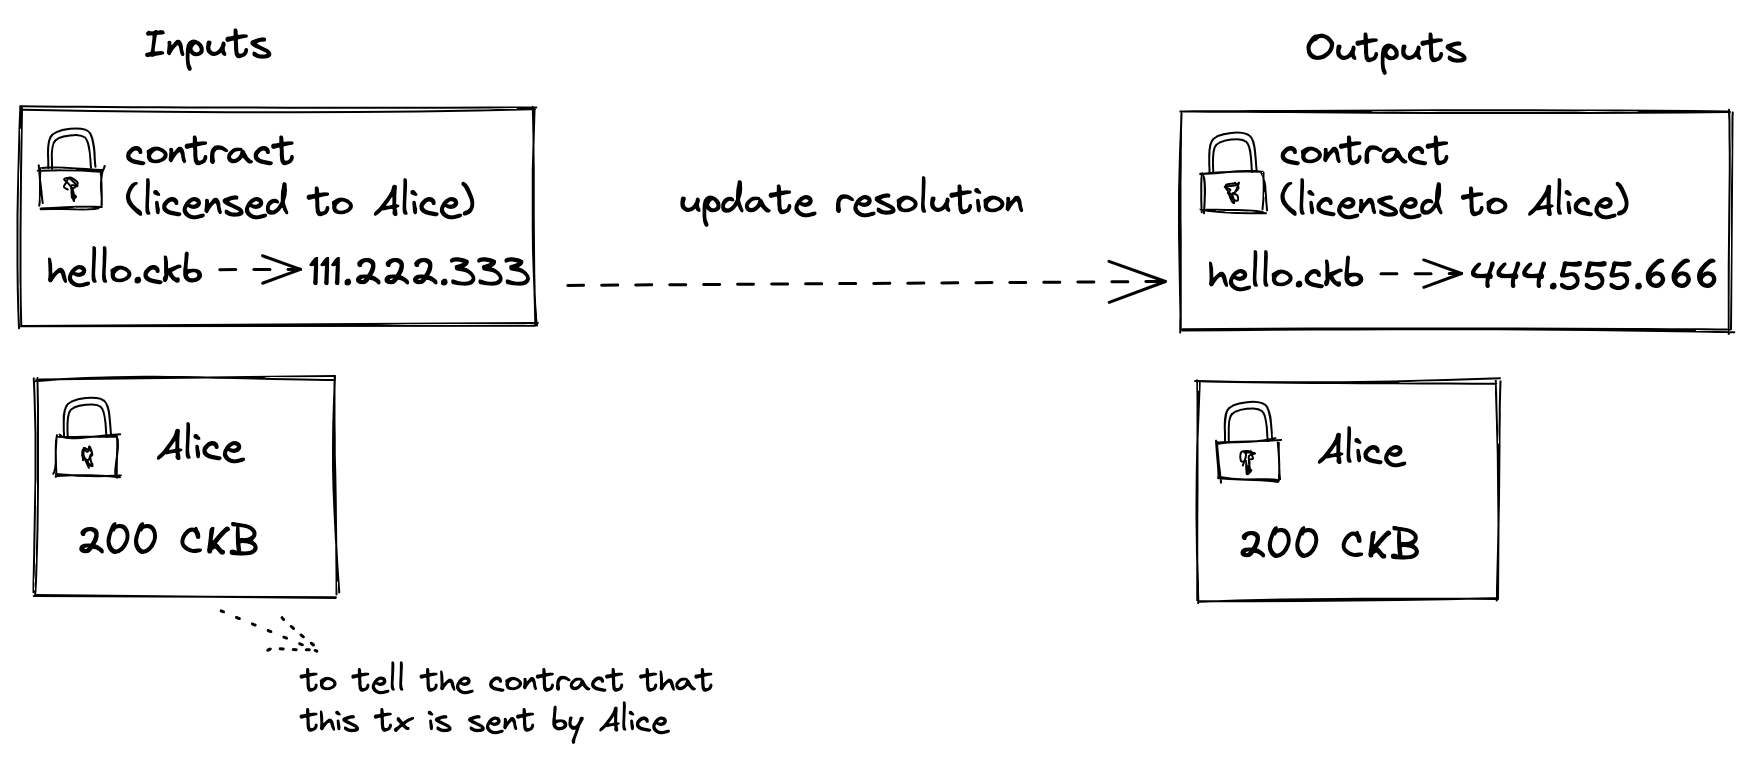 Inputs
Outputs
contract
(licensed to Alice)
hello.ckb --> 111.222.333
update resolution
contract
(licensed to Alice)
hello.ckb --> 444.555.666
Alice
200 CKB
Alice
200 CKB
to tell the contract that
this tx is sent by Alice